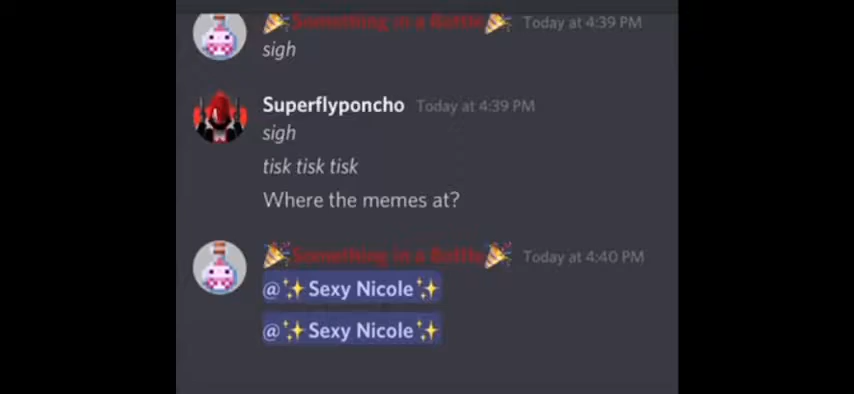 🎉Something in a Bottle🎉 Today at 4:39 PM
sigh
Superflyponcho Today at 4:39 PM
sigh
tisk tisk tisk
Where the memes at?
🎉Something in a Bottle🎉 Today at 4:40 PM
@✨Sexy Nicole✨
@✨Sexy Nicole✨